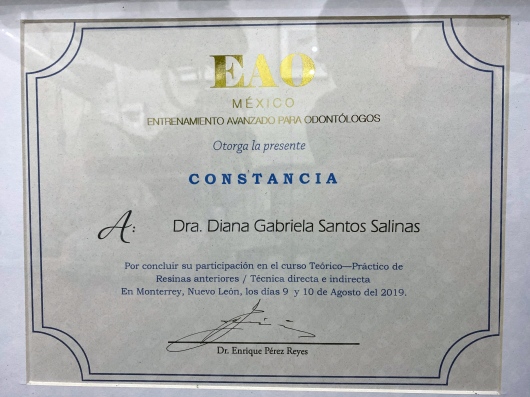 EAO
MÉXICO
ENTRENAMIENTO AVANZADO PARA ODONTÓLOGOS
Otorga la presente
CONSTANCIA
A: Dra. Diana Gabriela Santos Salinas
Por concluir su participación en el curso Teórico—Práctico de
Resinas anteriores / Técnica directa e indirecta
En Monterrey, Nuevo León, los días 9 y 10 de Agosto del 2019.
Dr. Enrique Pérez Reyes